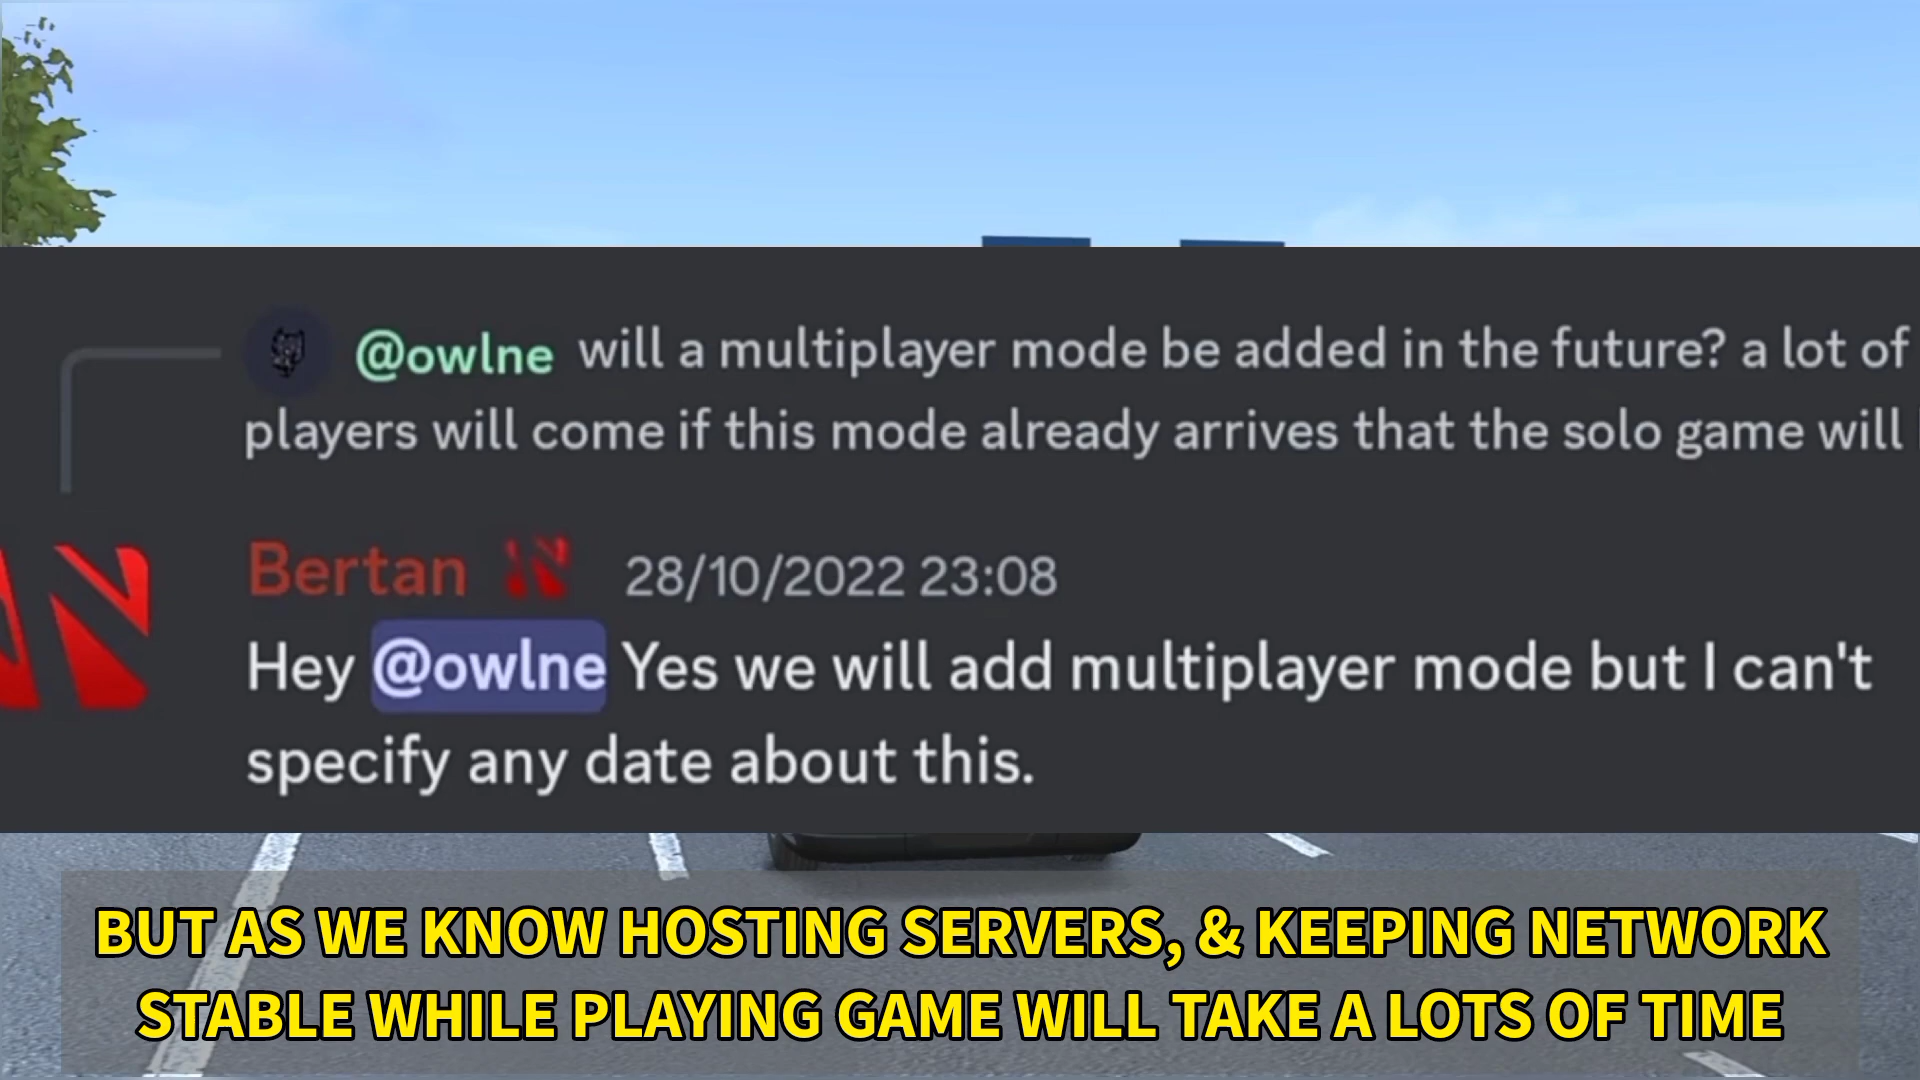 @owlne will a multiplayer mode be added in the future? a lot of
players will come if this mode already arrives that the solo game will
Bertan 28/10/2022 23:08
Hey @owlne Yes we will add multiplayer mode but I can't
specify any date about this.
BUT AS WE KNOW HOSTING SERVERS, & KEEPING NETWORK
STABLE WHILE PLAYING GAME WILL TAKE A LOTS OF TIME